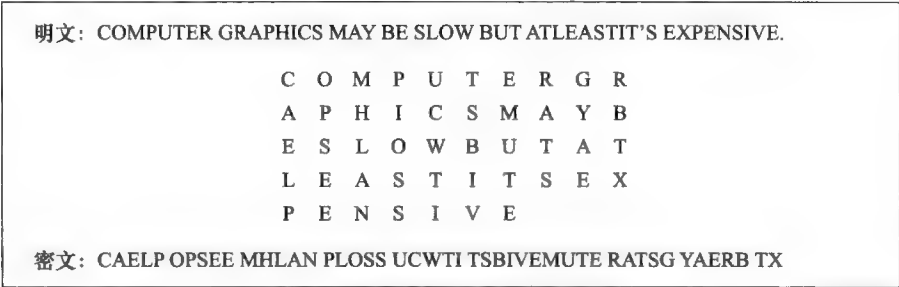 明文：COMPUTER GRAPHICS MAY BE SLOW BUT ATLEASTIT'S EXPENSIVE.
C O M P U T E R G R
A P H I C S M A Y B
E S L O W B U T A T
L E A S T I T S E X
P E N S I V E
密文：CAELP OPSEE MHLAN PLOSS UCWTI TSBIVEMUTE RATSG YAERB TX